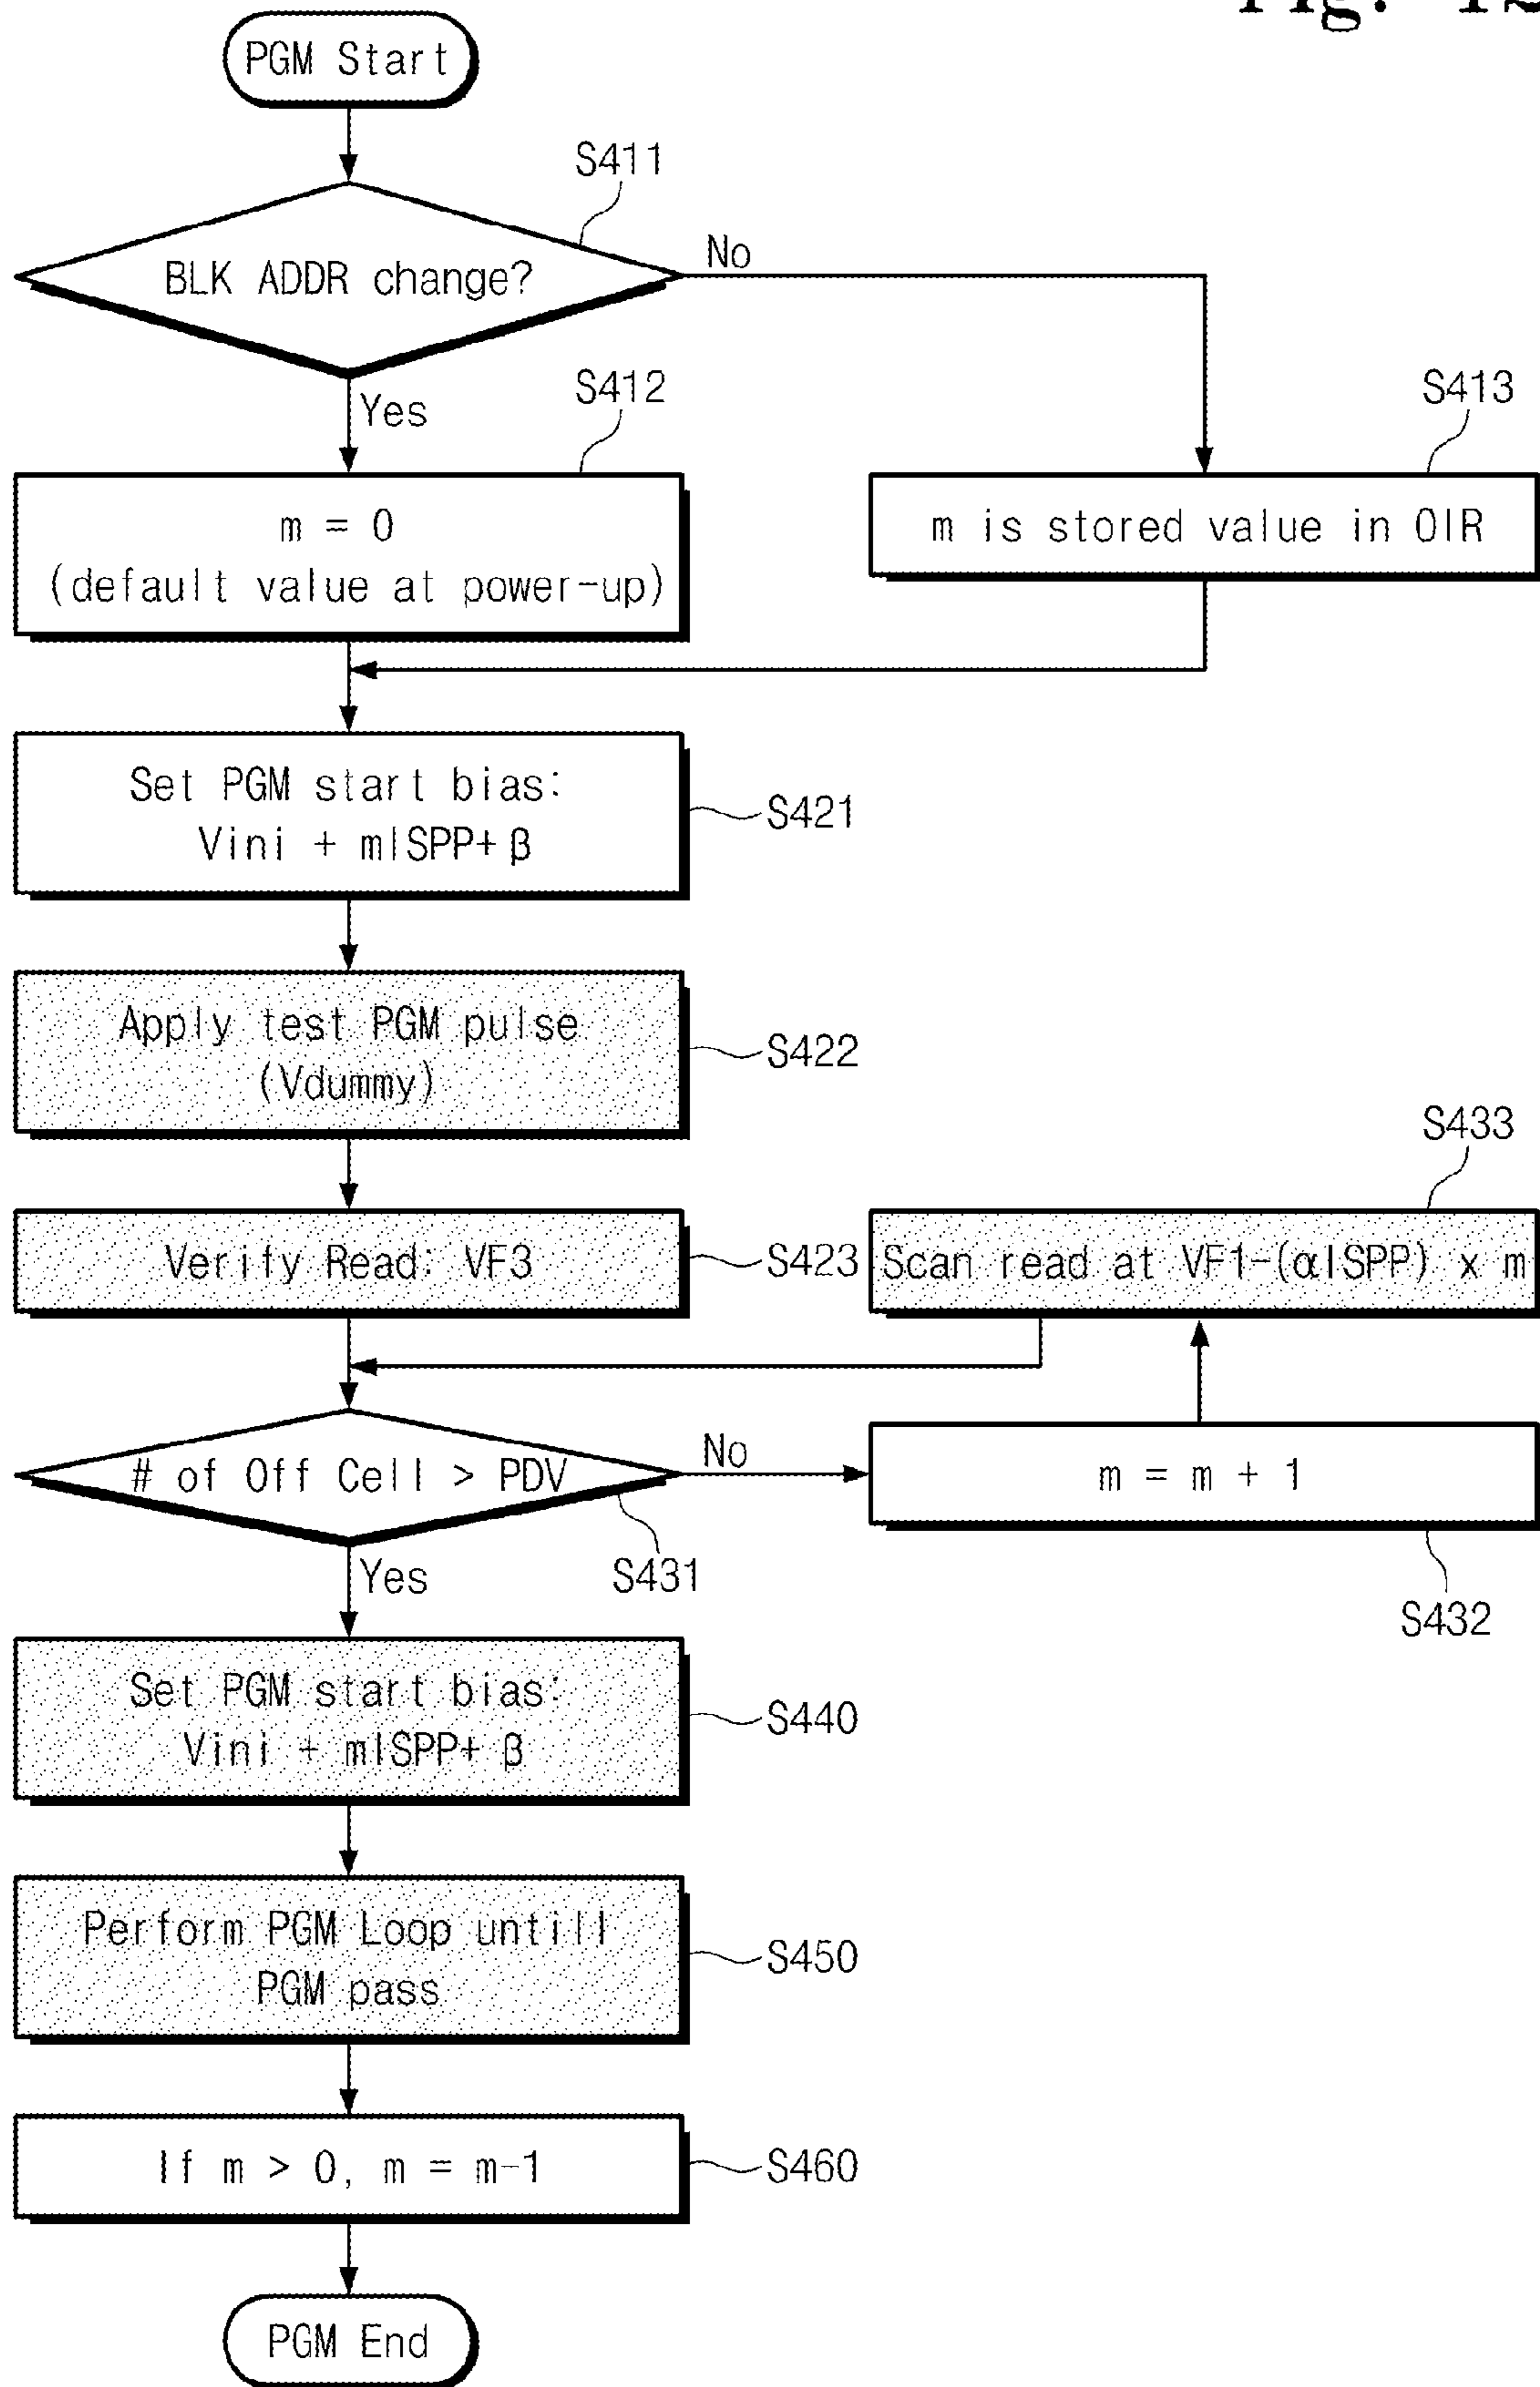 Fig. 12
PGM Start
S411
BLK ADDR change?
No
Yes
S412
S413
m = 0
(default value at power-up)
m is stored value in OIR
Set PGM start bias:
Vini + mISPP+ β
S421
Apply test PGM pulse
(Vdummy)
S422
S433
Verify Read: VF3
S423
Scan read at VF1-(αISPP) x m
# of Off Cell > PDV
No
m = m + 1
Yes
S431
S432
Set PGM start bias:
Vini + mISPP+ β
S440
Perform PGM Loop untill
PGM pass
S450
If m > 0, m = m-1
S460
PGM End